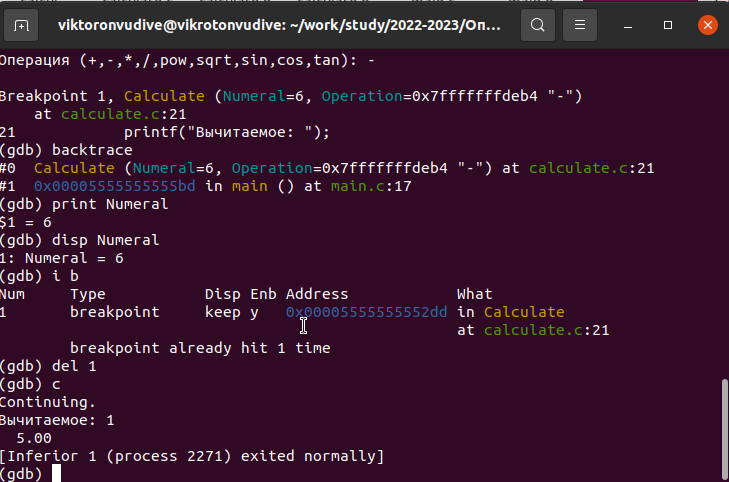 viktoronvudive@vikrotonvudive: ~/work/study/2022-2023/Оп...
Операция (+,-,*,/,pow,sqrt,sin,cos,tan): -
Breakpoint 1, Calculate (Numeral=6, Operation=0x7fffffffdeb4 "-")
at calculate.c:21
21 printf("Вычитаемое: ");
(gdb) backtrace
#0 Calculate (Numeral=6, Operation=0x7fffffffdeb4 "-") at calculate.c:21
#1 0x00005555555555bd in main () at main.c:17
(gdb) print Numeral
$1 = 6
(gdb) disp Numeral
1: Numeral = 6
(gdb) i b
Num Type Disp Enb Address What
1 breakpoint keep y 0x00005555555552dd in Calculate
at calculate.c:21
breakpoint already hit 1 time
(gdb) del 1
(gdb) c
Continuing.
Вычитаемое: 1
5.00
[Inferior 1 (process 2271) exited normally]
(gdb)